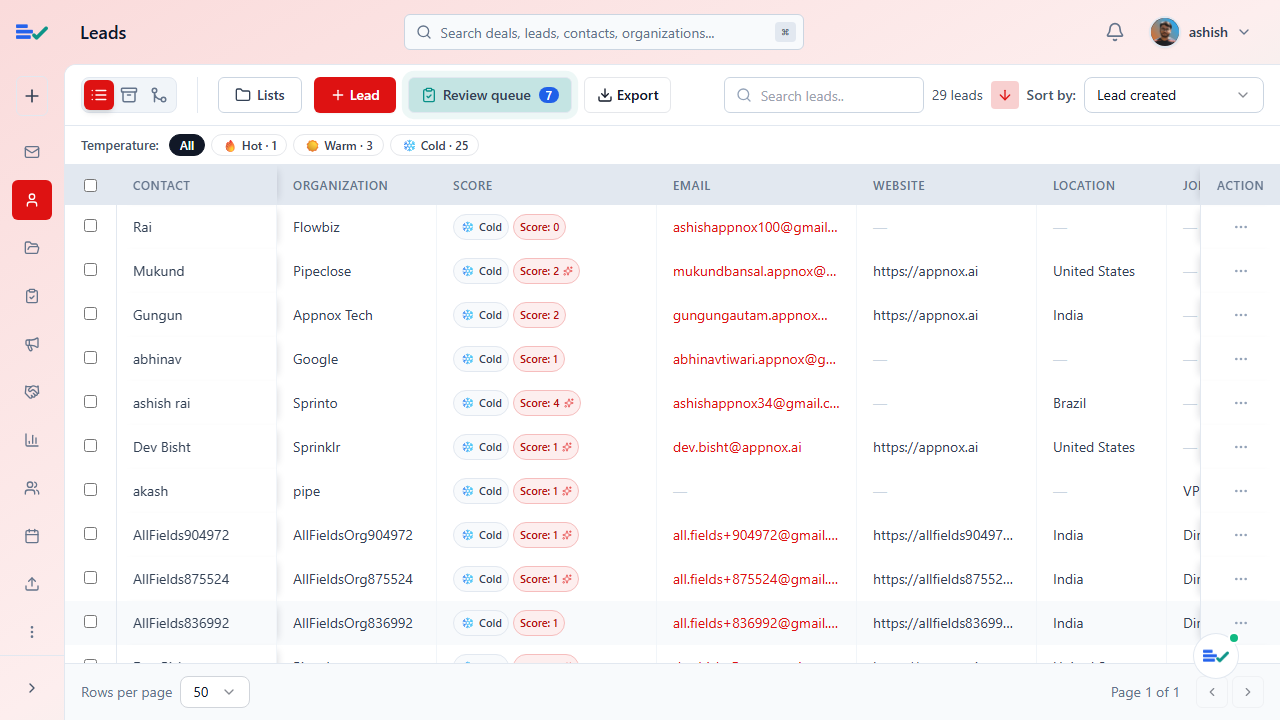 Leads
Search deals, leads, contacts, organizations...
⌘
ashish
Lists
Lead
Review queue 7
Export
Search leads..
29 leads
Sort by:
Lead created
Temperature:
All
Hot · 1
Warm · 3
Cold · 25
CONTACT ORGANIZATION SCORE EMAIL WEBSITE LOCATION ACTION
Rai Flowbiz Cold Score: 0 ashishappnox100@gmail... — — —
Mukund Pipeclose Cold Score: 2 mukundbansal.appnox@... https://appnox.ai United States —
Gungun Appnox Tech Cold Score: 2 gungungautam.appnox... https://appnox.ai India —
abhinav Google Cold Score: 1 abhinavtiwari.appnox@g... — — —
ashish rai Sprinto Cold Score: 4 ashishappnox34@gmail.c... — Brazil —
Dev Bisht Sprinklr Cold Score: 1 dev.bisht@appnox.ai https://appnox.ai United States —
akash pipe Cold Score: 1 — — — VP
AllFields904972 AllFieldsOrg904972 Cold Score: 1 all.fields+904972@gmail.... https://allfields90497... India
AllFields875524 AllFieldsOrg875524 Cold Score: 1 all.fields+875524@gmail.... https://allfields87552... India
AllFields836992 AllFieldsOrg836992 Cold Score: 1 all.fields+836992@gmail.... https://allfields83699... India
Rows per page 50
Page 1 of 1